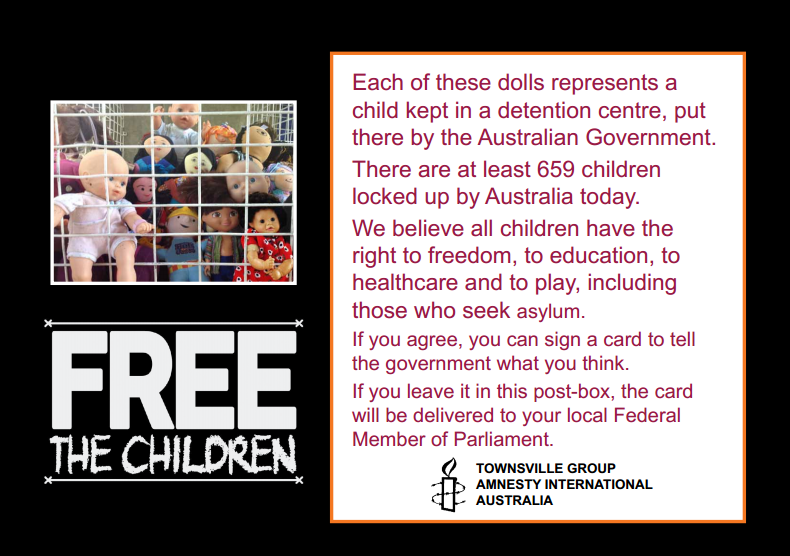 FREE
THE CHILDREN
Each of these dolls represents a
child kept in a detention centre, put
there by the Australian Government.
There are at least 659 children
locked up by Australia today.
We believe all children have the
right to freedom, to education, to
healthcare and to play, including
those who seek asylum.
If you agree, you can sign a card to tell
the government what you think.
If you leave it in this post-box, the card
will be delivered to your local Federal
Member of Parliament.
TOWNSVILLE GROUP
AMNESTY INTERNATIONAL
AUSTRALIA